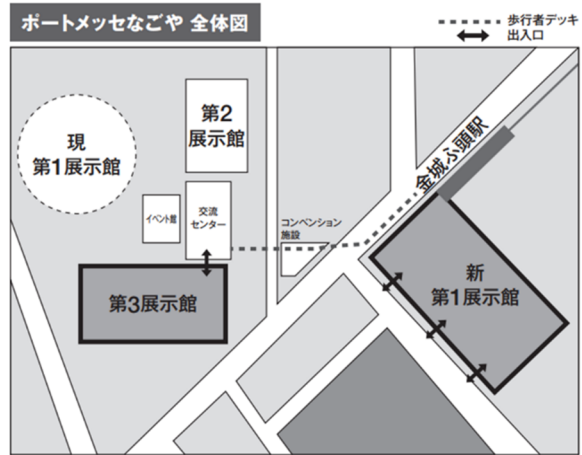 ポートメッセなごや 全体図
歩行者デッキ
出入口
現
第1展示館
第2
展示館
イベント館
交流
センター
コンベンション
施設
金城ふ頭駅
第3展示館
新
第1展示館